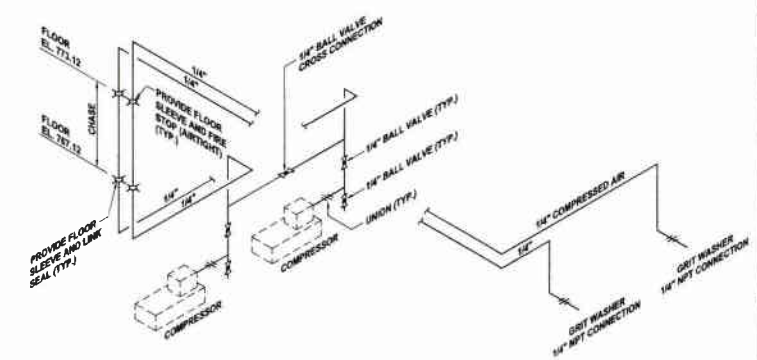 FLOOR
EL. 773.12
1/4"
1/4"
CHASE
PROVIDE FLOOR
SLEEVE AND FIRE
STOP (AIRTIGHT)
(TYP.)
FLOOR
EL. 767.12
1/4"
1/4"
PROVIDE FLOOR
SLEEVE AND LINK
SEAL (TYP.)
1/4" BALL VALVE
CROSS CONNECTION
1/4" BALL VALVE (TYP.)
1/4" BALL VALVE (TYP.)
UNION (TYP.)
COMPRESSOR
COMPRESSOR
1/4" COMPRESSED AIR
1/4"
GRIT WASHER
1/4" NPT CONNECTION
GRIT WASHER
1/4" NPT CONNECTION